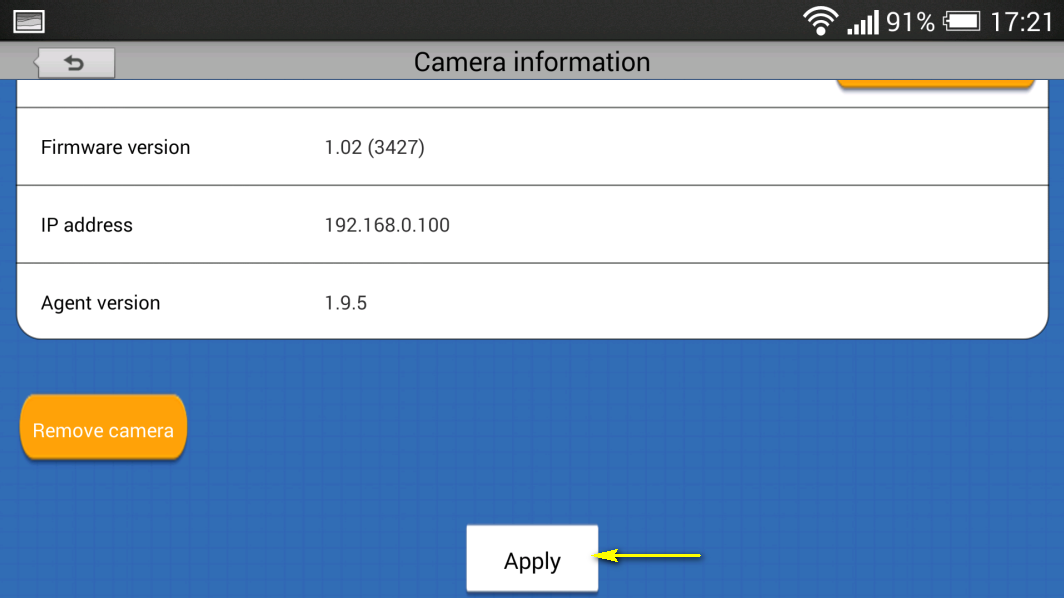 91% 17:21
Camera information
Firmware version 1.02 (3427)
IP address 192.168.0.100
Agent version 1.9.5
Remove camera
Apply